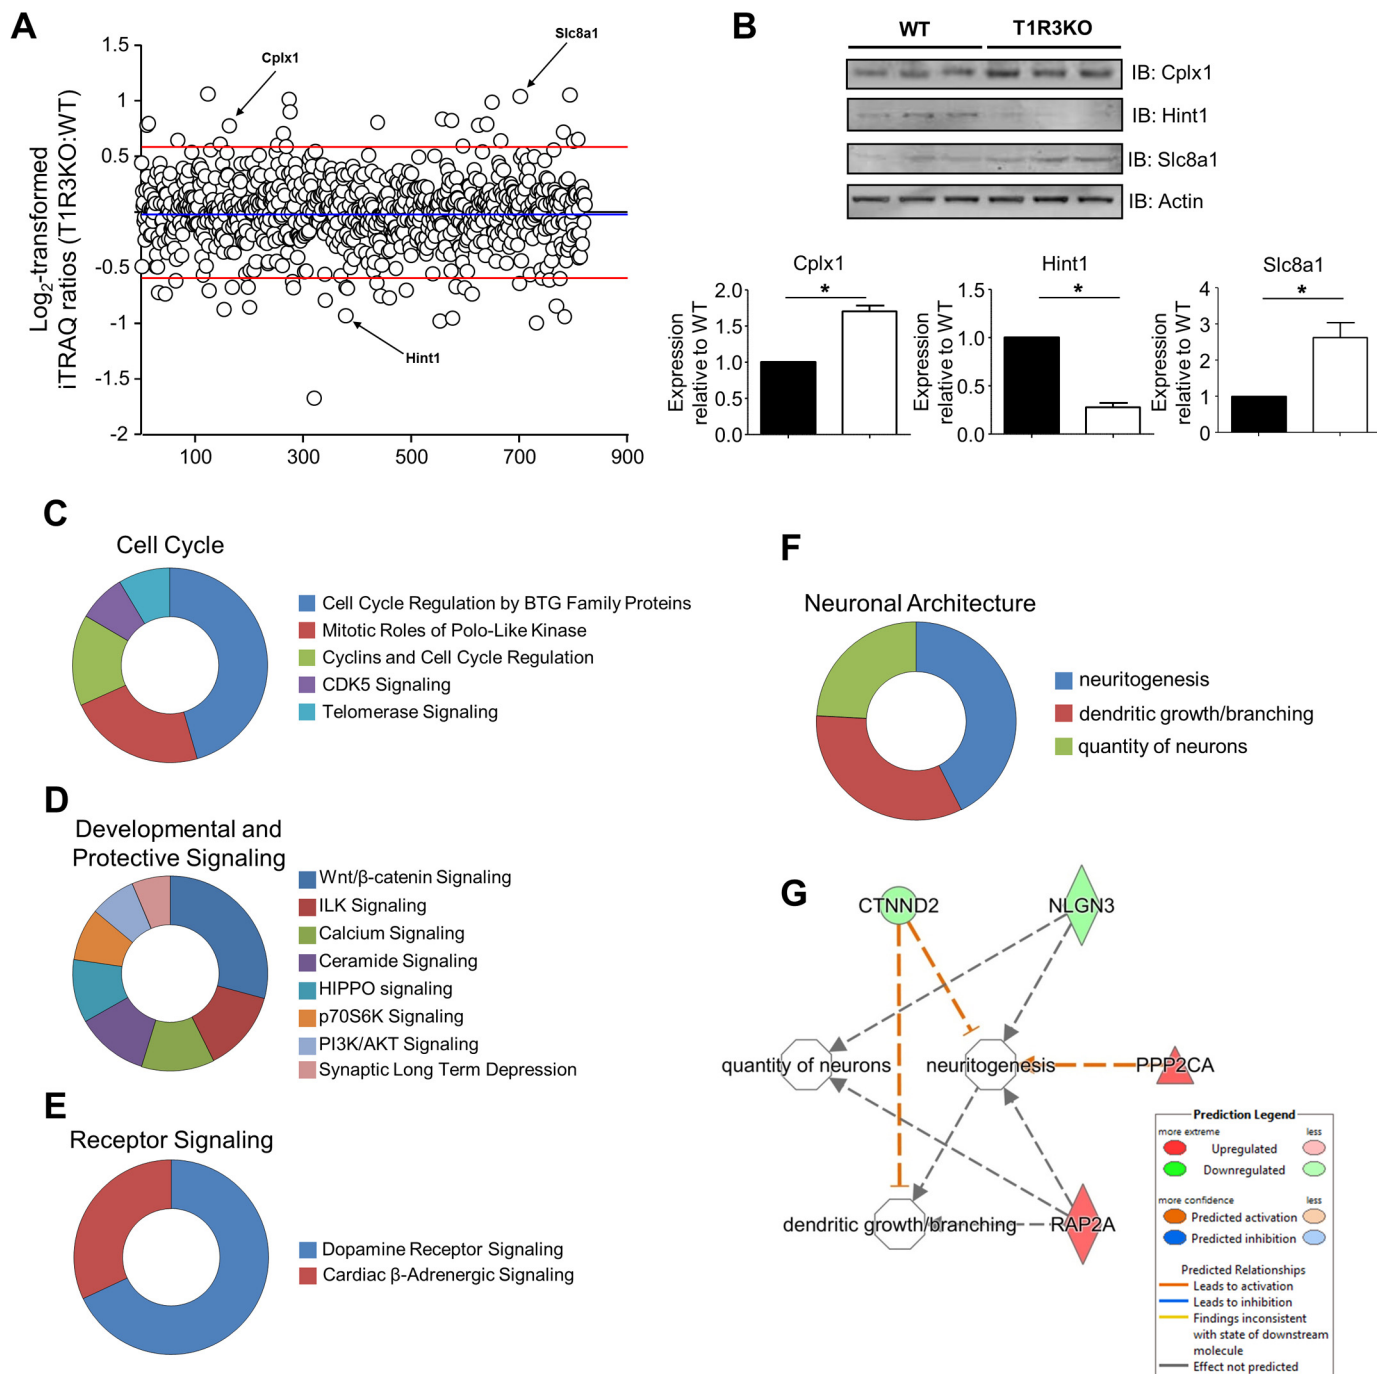 A
Log2-transformed
iTRAQ ratios (T1R3KO:WT)
1.5
1
0.5
-0.5
-1
-1.5
-2
100
300
500
700
900
Cplx1
Slc8a1
Hint1
B
WT
T1R3KO
IB: Cplx1
IB: Hint1
IB: Slc8a1
IB: Actin
Cplx1
Expression
relative to WT
2.0
1.5
1.0
0.5
0.0
*
Hint1
Expression
relative to WT
1.5
1.0
0.5
0.0
*
Slc8a1
Expression
relative to WT
4
3
2
1
0
*
C
Cell Cycle
Cell Cycle Regulation by BTG Family Proteins
Mitotic Roles of Polo-Like Kinase
Cyclins and Cell Cycle Regulation
CDK5 Signaling
Telomerase Signaling
D
Developmental and
Protective Signaling
Wnt/β-catenin Signaling
ILK Signaling
Calcium Signaling
Ceramide Signaling
HIPPO signaling
p70S6K Signaling
PI3K/AKT Signaling
Synaptic Long Term Depression
E
Receptor Signaling
Dopamine Receptor Signaling
Cardiac β-Adrenergic Signaling
F
Neuronal Architecture
neuritogenesis
dendritic growth/branching
quantity of neurons
G
CTNND2
NLGN3
quantity of neurons
neuritogenesis
PPP2CA
dendritic growth/branching
RAP2A
Prediction Legend
more extreme
less
Upregulated
Downregulated
more confidence
less
Predicted activation
Predicted inhibition
Predicted Relationships
Leads to activation
Leads to inhibition
Findings inconsistent
with state of downstream
molecule
Effect not predicted